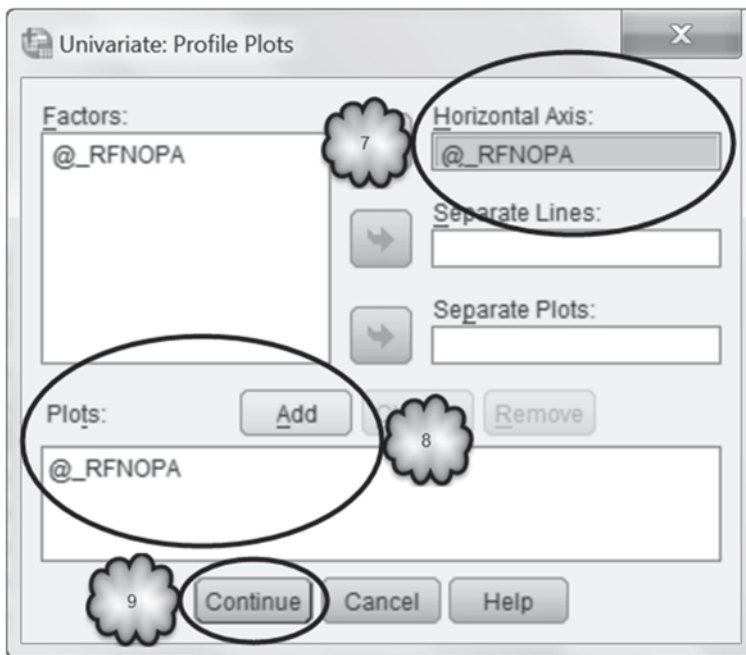 Univariate: Profile Plots
Factors:
@_RFNOPA
7
Horizontal Axis:
@_RFNOPA
Separate Lines:
Separate Plots:
Plots:
Add
8
Remove
@_RFNOPA
9
Continue
Cancel
Help